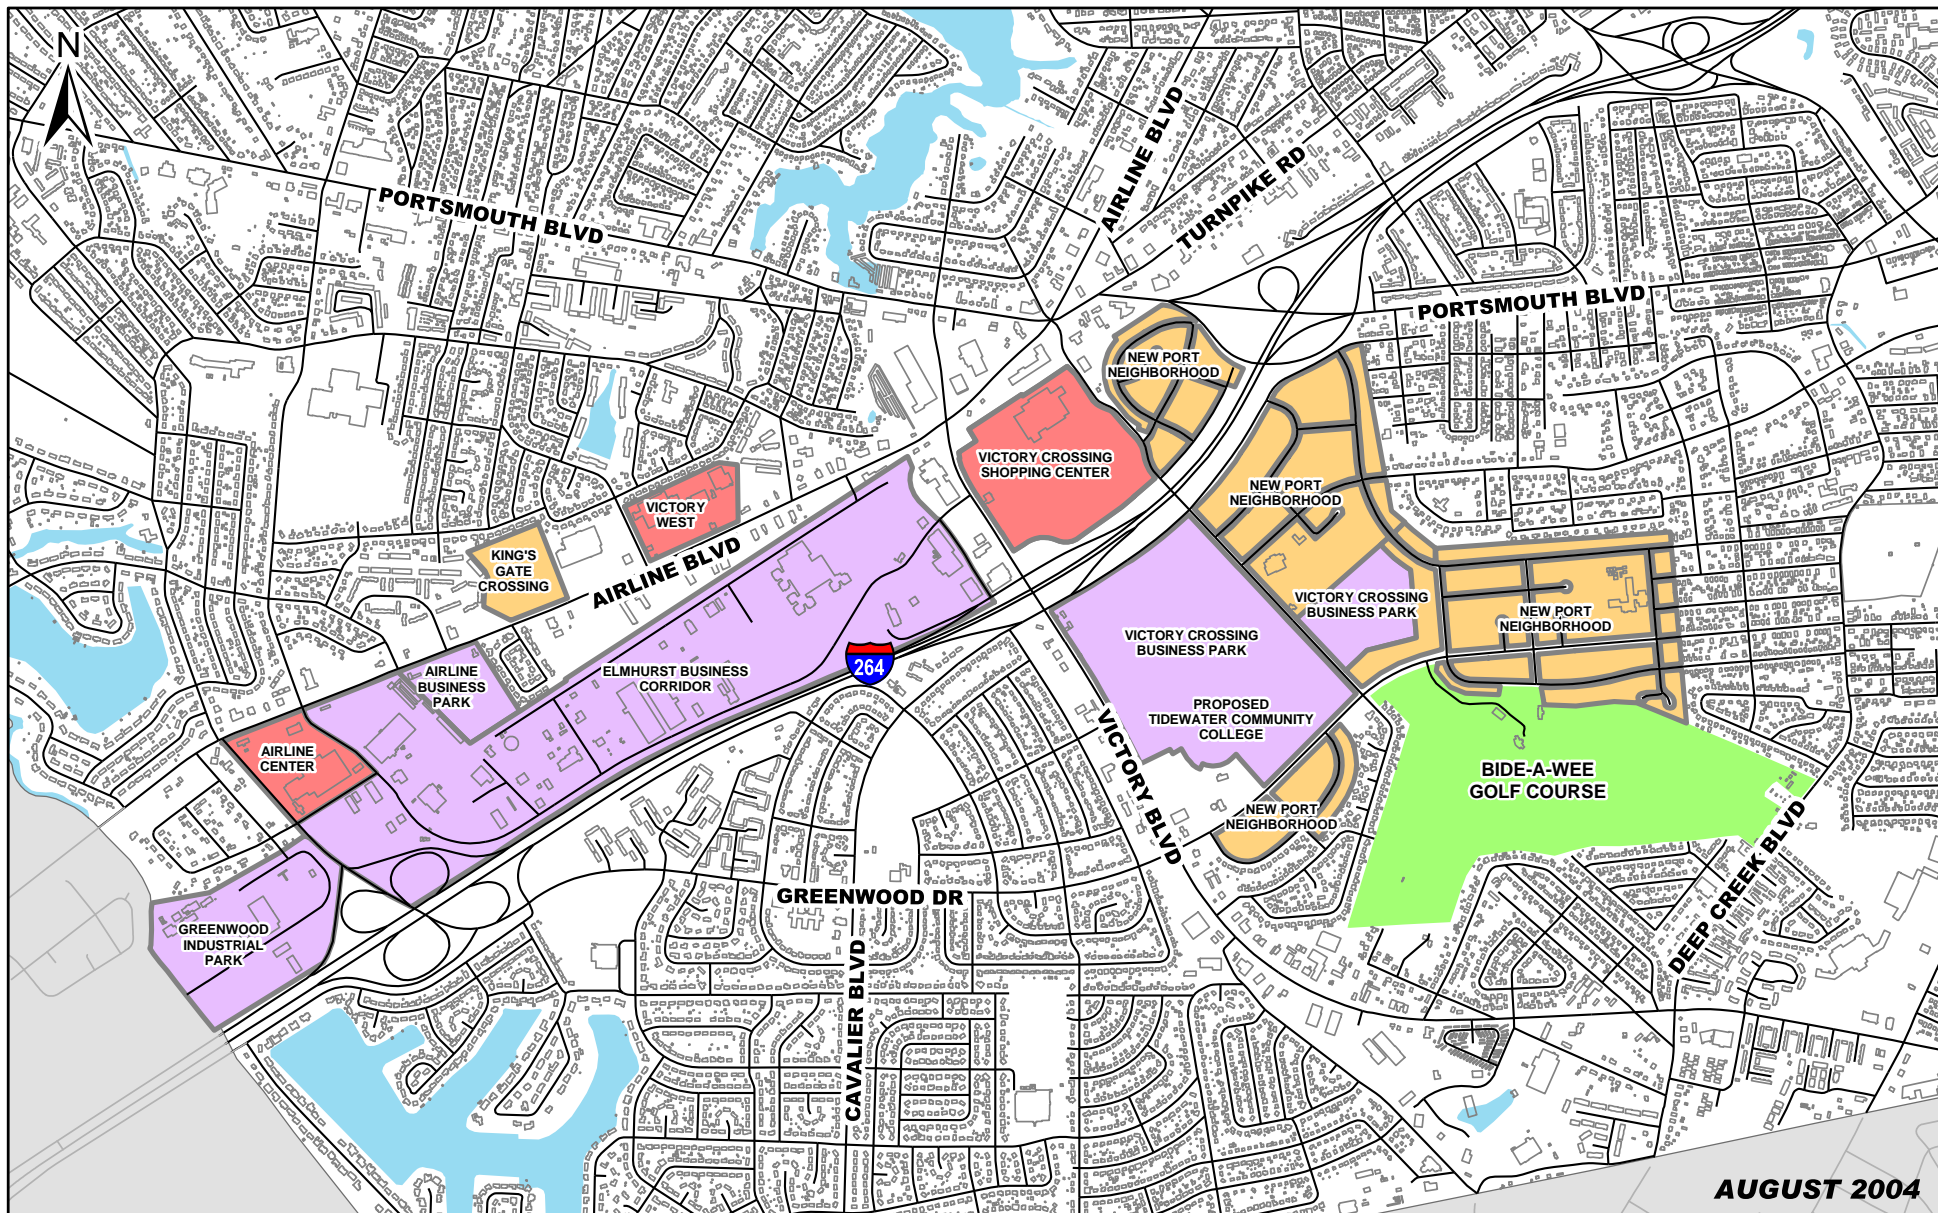 N
AIRLINE BLVD
TURNPIKE RD
PORTSMOUTH BLVD
PORTSMOUTH BLVD
NEW PORT
NEIGHBORHOOD
VICTORY CROSSING
SHOPPING CENTER
NEW PORT
NEIGHBORHOOD
VICTORY
WEST
KING'S
GATE
CROSSING
AIRLINE BLVD
VICTORY CROSSING
BUSINESS PARK
NEW PORT
NEIGHBORHOOD
VICTORY CROSSING
BUSINESS PARK
264
ELMHURST BUSINESS
CORRIDOR
AIRLINE
BUSINESS
PARK
PROPOSED
TIDEWATER COMMUNITY
COLLEGE
AIRLINE
CENTER
VICTORY BLVD
BIDE-A-WEE
GOLF COURSE
NEW PORT
NEIGHBORHOOD
DEEP CREEK BLVD
GREENWOOD DR
GREENWOOD
INDUSTRIAL
PARK
CAVALIER BLVD
AUGUST 2004